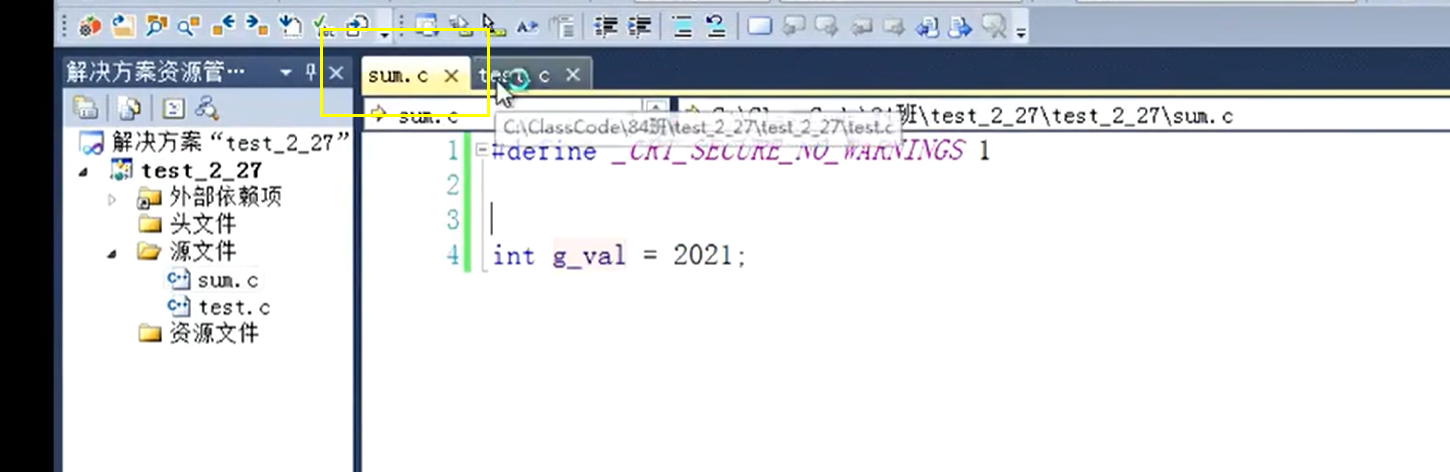 解决方案资源管…
sum.c
test.c
sum.c
班\test_2_27\test_2_27\sum.c
C:\ClassCode\84班\test_2_27\test_2_27\test.c
解决方案“test_2_27”
test_2_27
外部依赖项
头文件
源文件
sum.c
test.c
资源文件
1 #define _CRT_SECURE_NO_WARNINGS 1
2
3
4 int g_val = 2021;